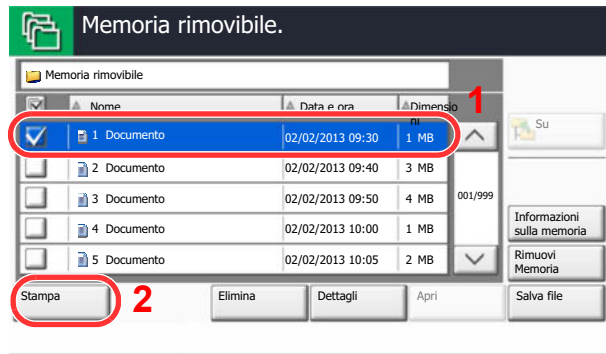 Memoria rimovibile.
Memoria rimovibile
Nome Data e ora Dimensio
ni
1
1 Documento 02/02/2013 09:30 1 MB
Su
2 Documento 02/02/2013 09:40 3 MB
3 Documento 02/02/2013 09:50 4 MB
001/999
4 Documento 02/02/2013 10:00 1 MB
Informazioni
sulla memoria
5 Documento 02/02/2013 10:05 2 MB
Rimuovi
Memoria
Stampa
2
Elimina
Dettagli
Apri
Salva file